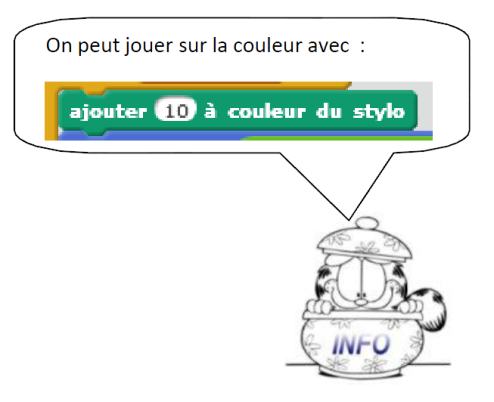 On peut jouer sur la couleur avec :
ajouter 10 à couleur du stylo
INFO